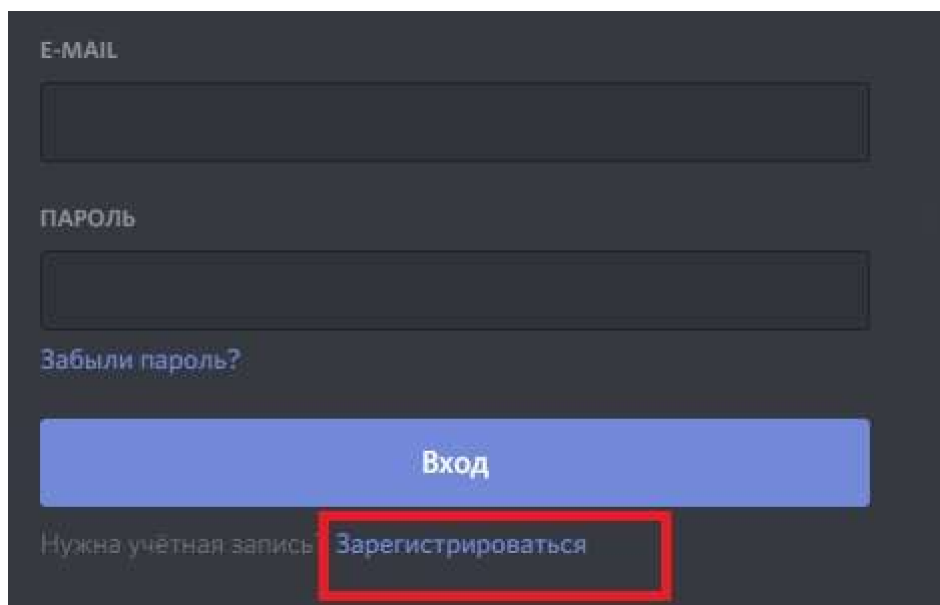 E-MAIL
ПАРОЛЬ
Забыли пароль?
Вход
Нужна учётная запись? Зарегистрироваться